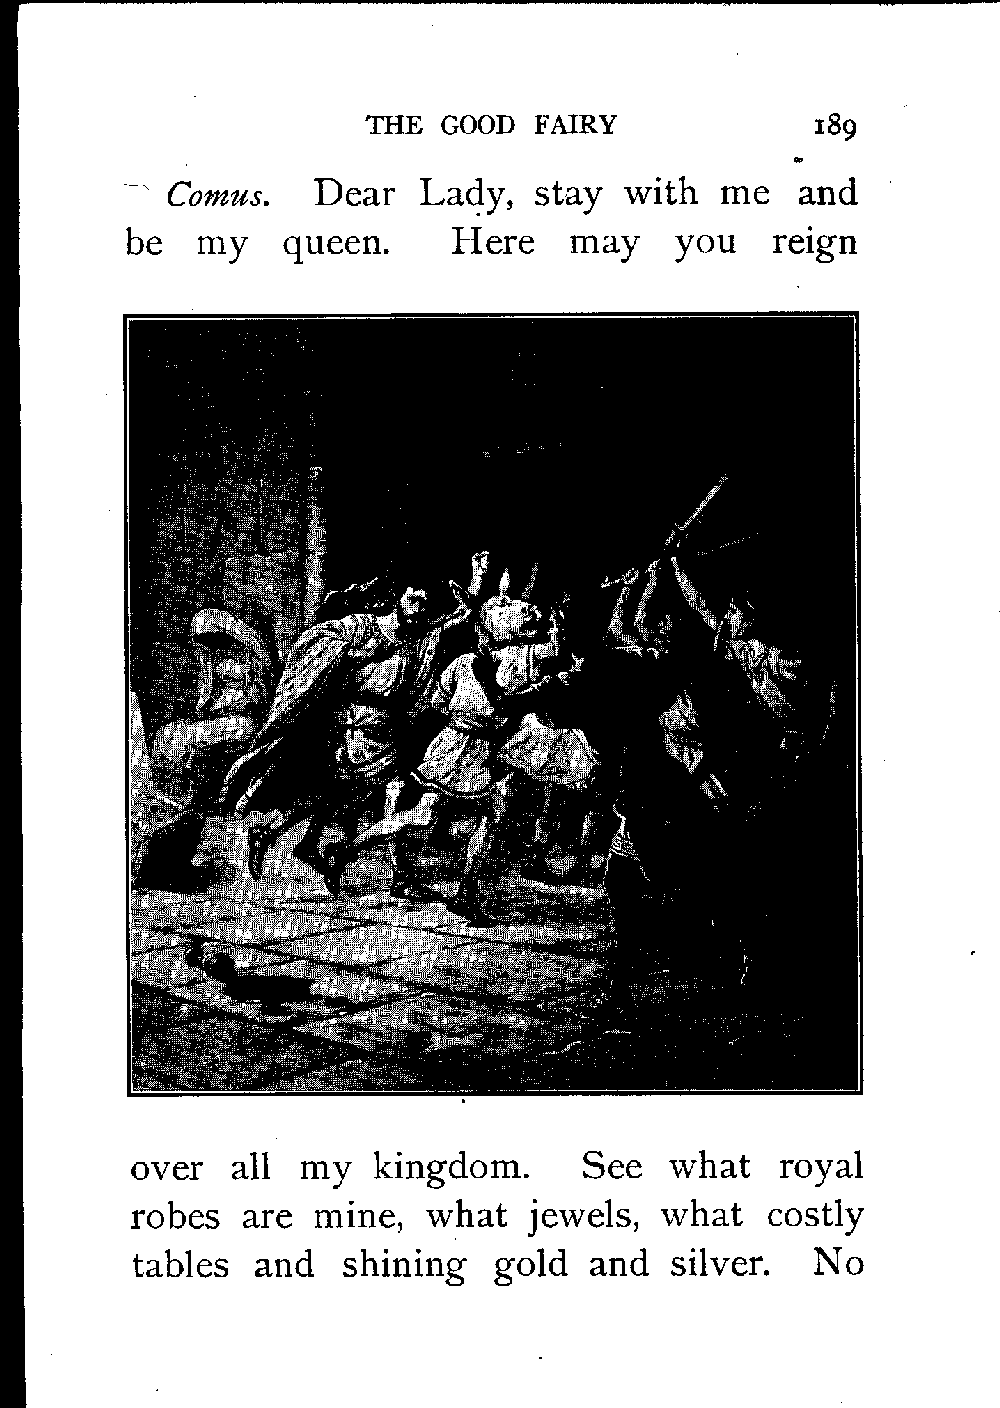 THE GOOD FAIRY 189
Comus. Dear Lady, stay with me and
be my queen. Here may you reign
over all my kingdom. See what royal
robes are mine, what jewels, what costly
tables and shining gold and silver. No